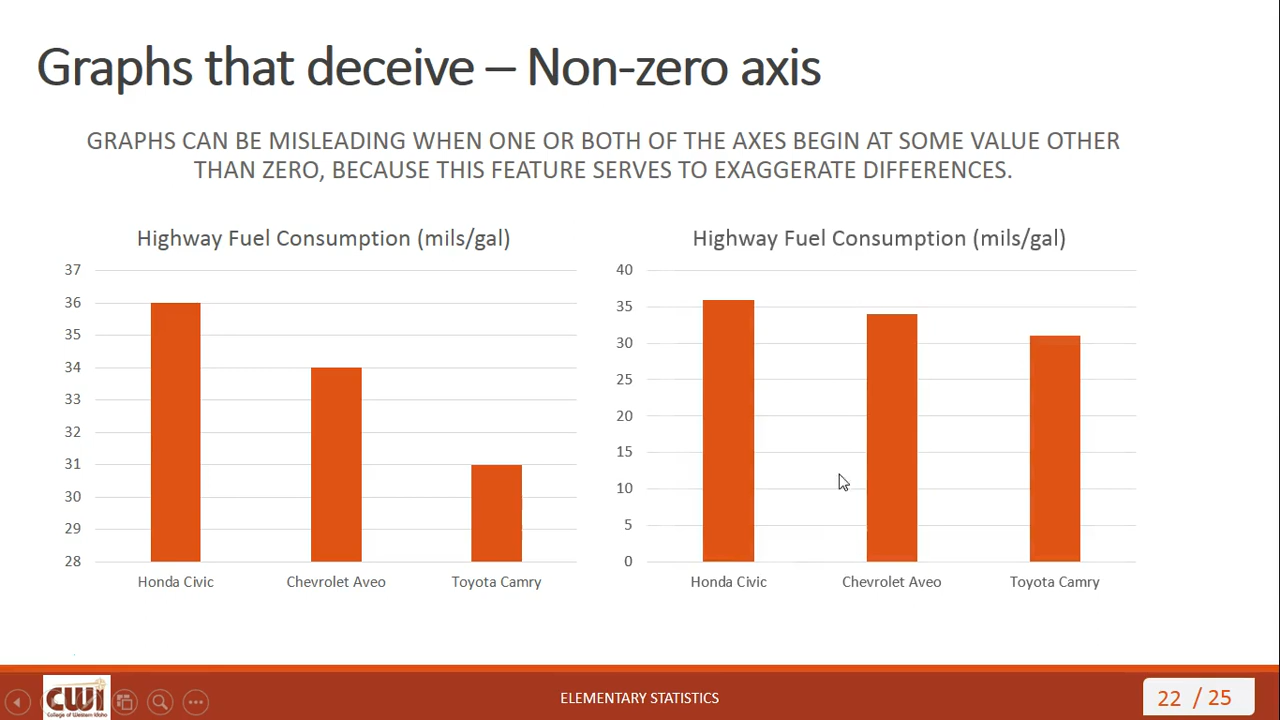 Graphs that deceive – Non-zero axis
GRAPHS CAN BE MISLEADING WHEN ONE OR BOTH OF THE AXES BEGIN AT SOME VALUE OTHER
THAN ZERO, BECAUSE THIS FEATURE SERVES TO EXAGGERATE DIFFERENCES.
Highway Fuel Consumption (mils/gal)
37
36
35
34
33
32
31
30
29
28
Honda Civic Chevrolet Aveo Toyota Camry
Highway Fuel Consumption (mils/gal)
40
35
30
25
20
15
10
5
0
Honda Civic Chevrolet Aveo Toyota Camry
CWI
College of Western Idaho
ELEMENTARY STATISTICS
22 / 25